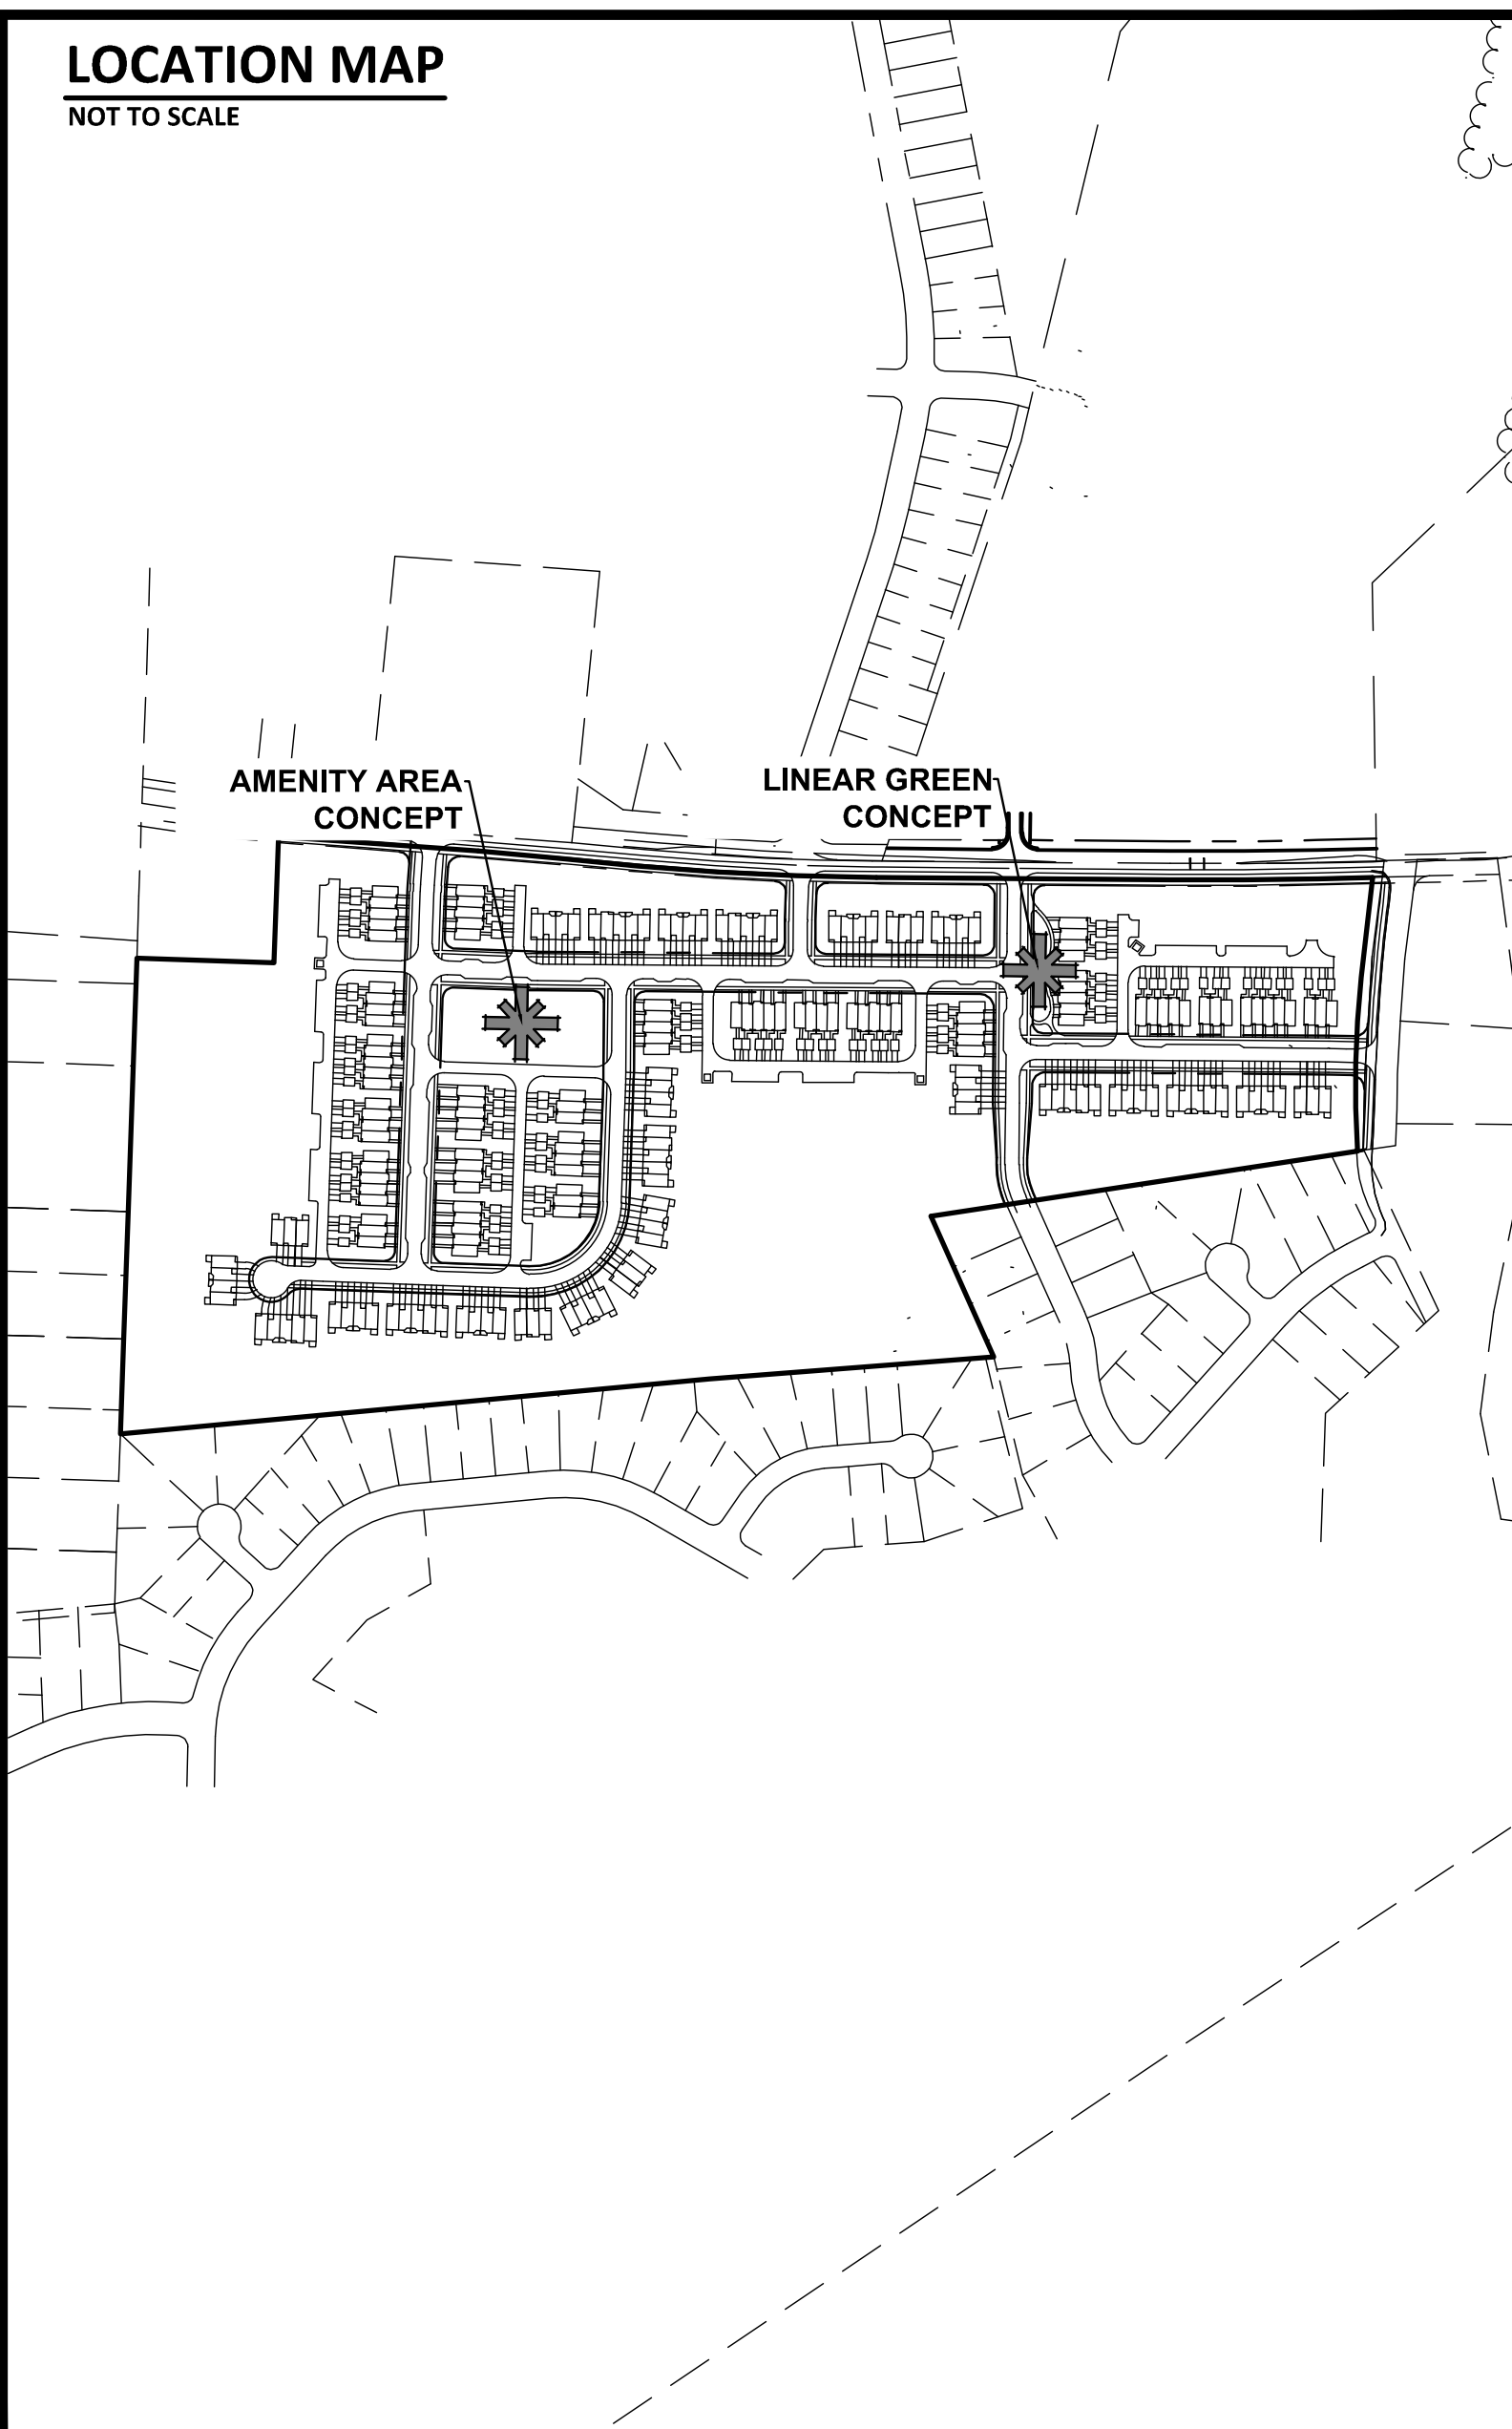 LOCATION MAP
NOT TO SCALE
AMENITY AREA
CONCEPT
LINEAR GREEN
CONCEPT